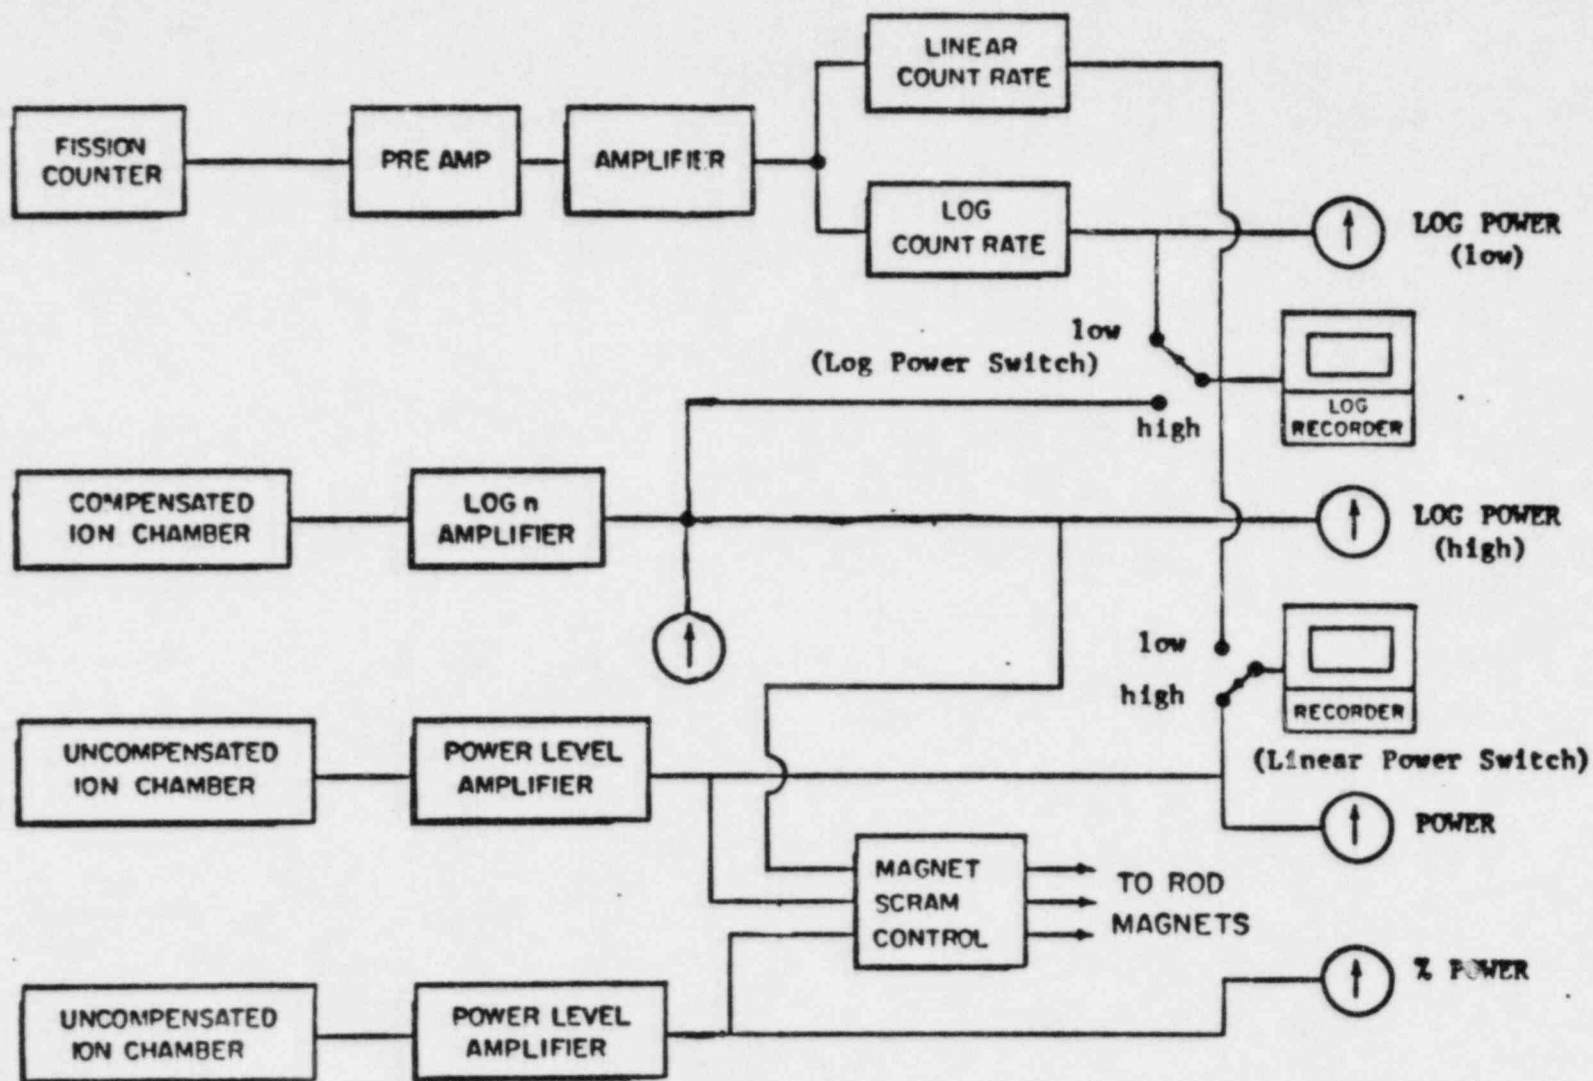 LINEAR
COUNT RATE
FISSION
COUNTER
PRE AMP
AMPLIFIER
LOG
COUNT RATE
LOG POWER
(low)
low
(Log Power Switch)
high
LOG
RECORDER
COMPENSATED
ION CHAMBER
LOG n
AMPLIFIER
LOG POWER
(high)
low
high
RECORDER
(Linear Power Switch)
UNCOMPENSATED
ION CHAMBER
POWER LEVEL
AMPLIFIER
POWER
MAGNET
SCRAM
CONTROL
TO ROD
MAGNETS
% POWER
UNCOMPENSATED
ION CHAMBER
POWER LEVEL
AMPLIFIER